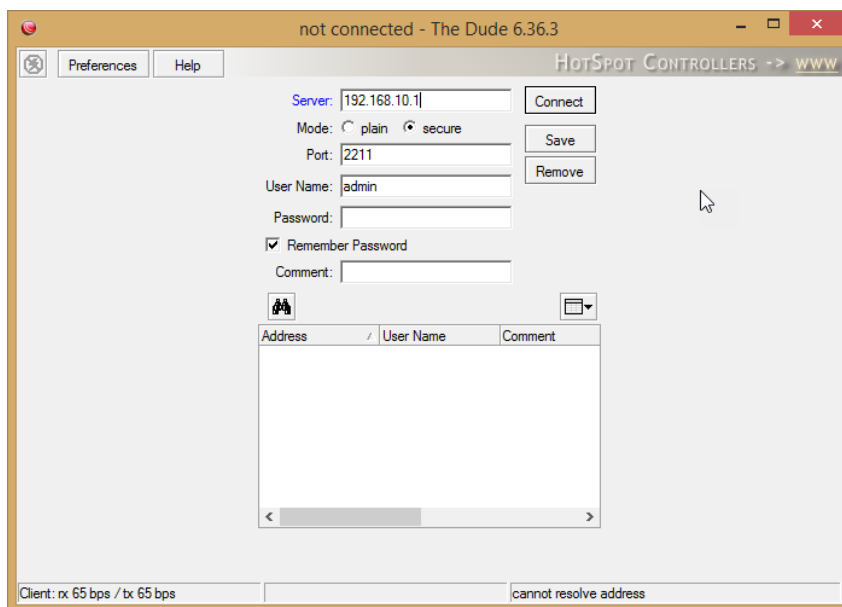 not connected - The Dude 6.36.3
Preferences Help HotSpot Controllers -> www
Server: 192.168.10.1 Connect
Mode: plain secure
Save
Port: 2211
Remove
User Name: admin
Password:
Remember Password
Comment:
Address User Name Comment
Client: rx 65 bps / tx 65 bps cannot resolve address